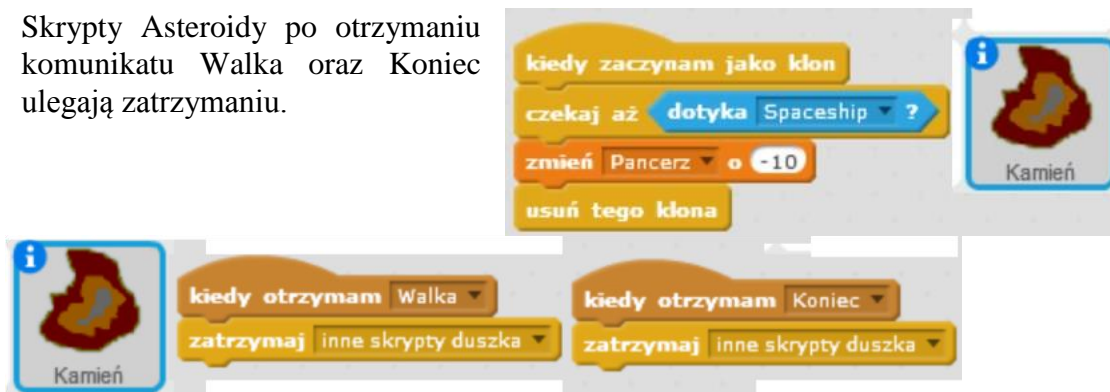 Skrypty Asteroidy po otrzymaniu
komunikatu Walka oraz Koniec
ulegają zatrzymaniu.
kiedy zaczynam jako klon
czekaj aż dotyka Spaceship ?
zmień Pancerz o -10
usuń tego klona
i
Kamień
i
Kamień
kiedy otrzymam Walka
zatrzymaj inne skrypty duszka
kiedy otrzymam Koniec
zatrzymaj inne skrypty duszka